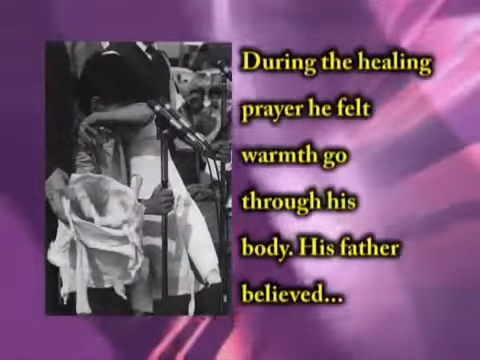 During the healing
prayer he felt
warmth go
through his
body. His father
believed...